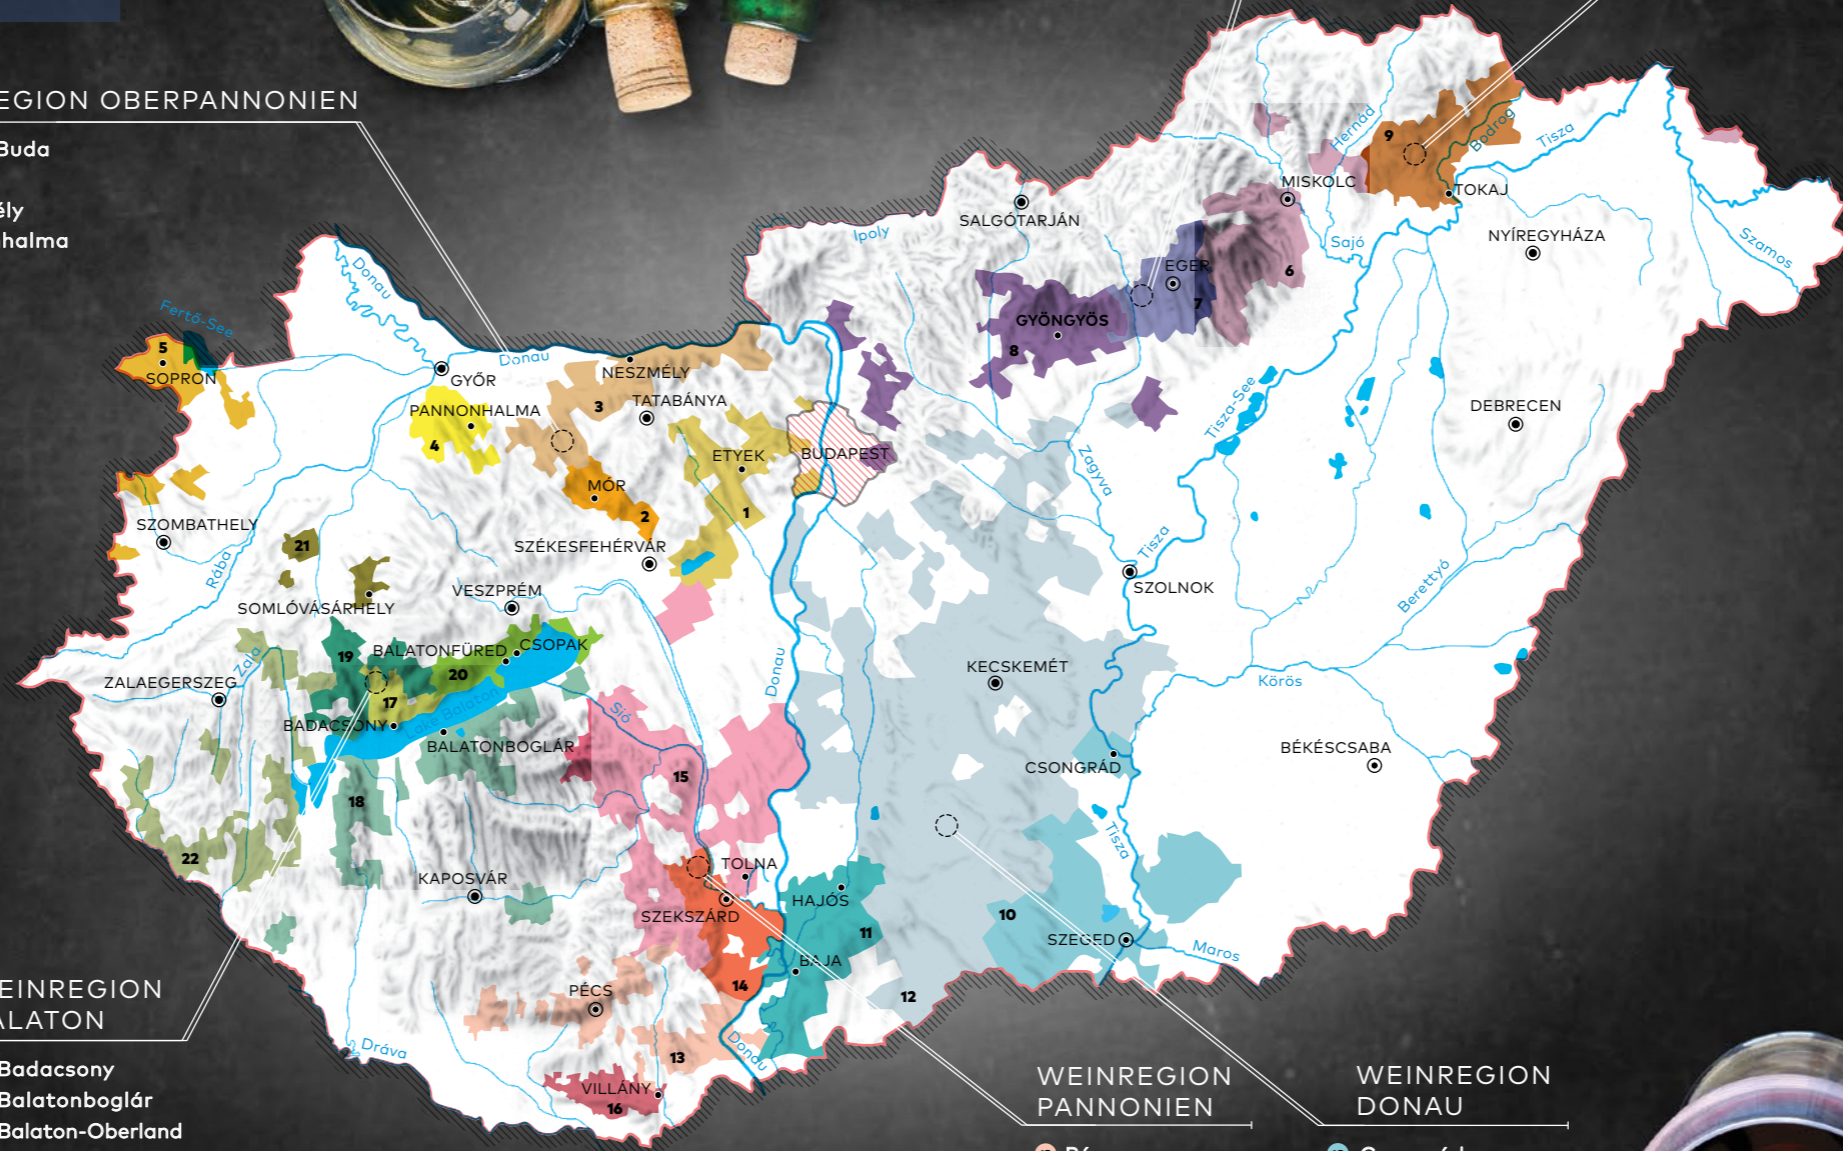 EGION OBERPANNONIEN
Buda
ély
halma
Fertő-See
Donau
5
SOPRON
GYŐR
Donau
NESZMÉLY
PANNONHALMA
3
TATABÁNYA
4
ETYEK
BUDAPEST
MÓR
2
1
SZOMBATHELY
21
SZÉKESFEHÉRVÁR
Rába
SOMLÓVÁSÁRHELY
VESZPRÉM
Ipoly
SALGÓTARJÁN
MISKOLC
Hernád
9
Bodrog
Tisza
TOKAJ
Sajó
NYÍREGYHÁZA
Szamos
EGER
6
7
GYÖNGYÖS
8
Tisza-See
DEBRECEN
Zagyva
Tisza
SZOLNOK
Berettyó
19
BALATONFÜRED
CSOPAK
20
Zala
ZALAEGERSZEG
17
Lake Balaton
BADACSONY
BALATONBOGLÁR
Sió
Donau
KECSKEMÉT
Körös
CSONGRÁD
BÉKÉSCSABA
15
18
22
Tisza
KAPOSVÁR
TOLNA
SZEKSZÁRD
HAJÓS
11
10
SZEGED
Maros
BAJA
14
12
PÉCS
Dráva
13
Donau
VILLÁNY
16
EINREGION
ALATON
Badacsony
Balatonboglár
Balaton-Oberland
WEINREGION
PANNONIEN
WEINREGION
DONAU